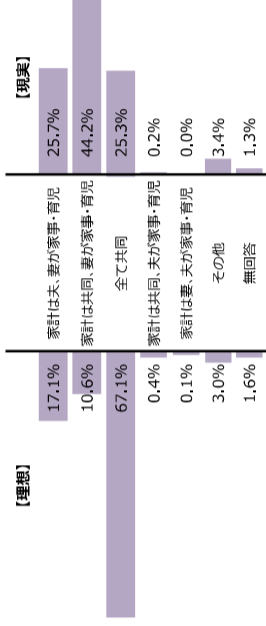 【理想】 【現実】
17.1% 家計は夫、妻が家事・育児 25.7%
10.6% 家計は共同、妻が家事・育児 44.2%
67.1% 全て共同 25.3%
0.4% 家計は共同、夫が家事・育児 0.2%
0.1% 家計は妻、夫が家事・育児 0.0%
3.0% その他 3.4%
1.6% 無回答 1.3%